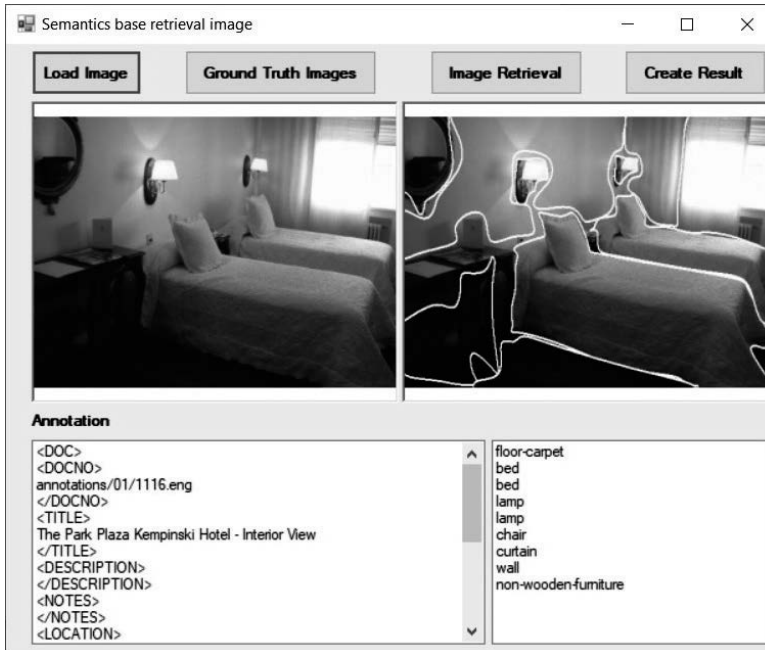 Semantics base retrieval image
Load Image
Ground Truth Images
Image Retrieval
Create Result
Annotation
<DOC>
<DOCNO>
annotations/01/1116.eng
</DOCNO>
<TITLE>
The Park Plaza Kempinski Hotel - Interior View
</TITLE>
<DESCRIPTION>
</DESCRIPTION>
<NOTES>
</NOTES>
<LOCATION>
floor-carpet
bed
bed
lamp
lamp
chair
curtain
wall
non-wooden-furniture